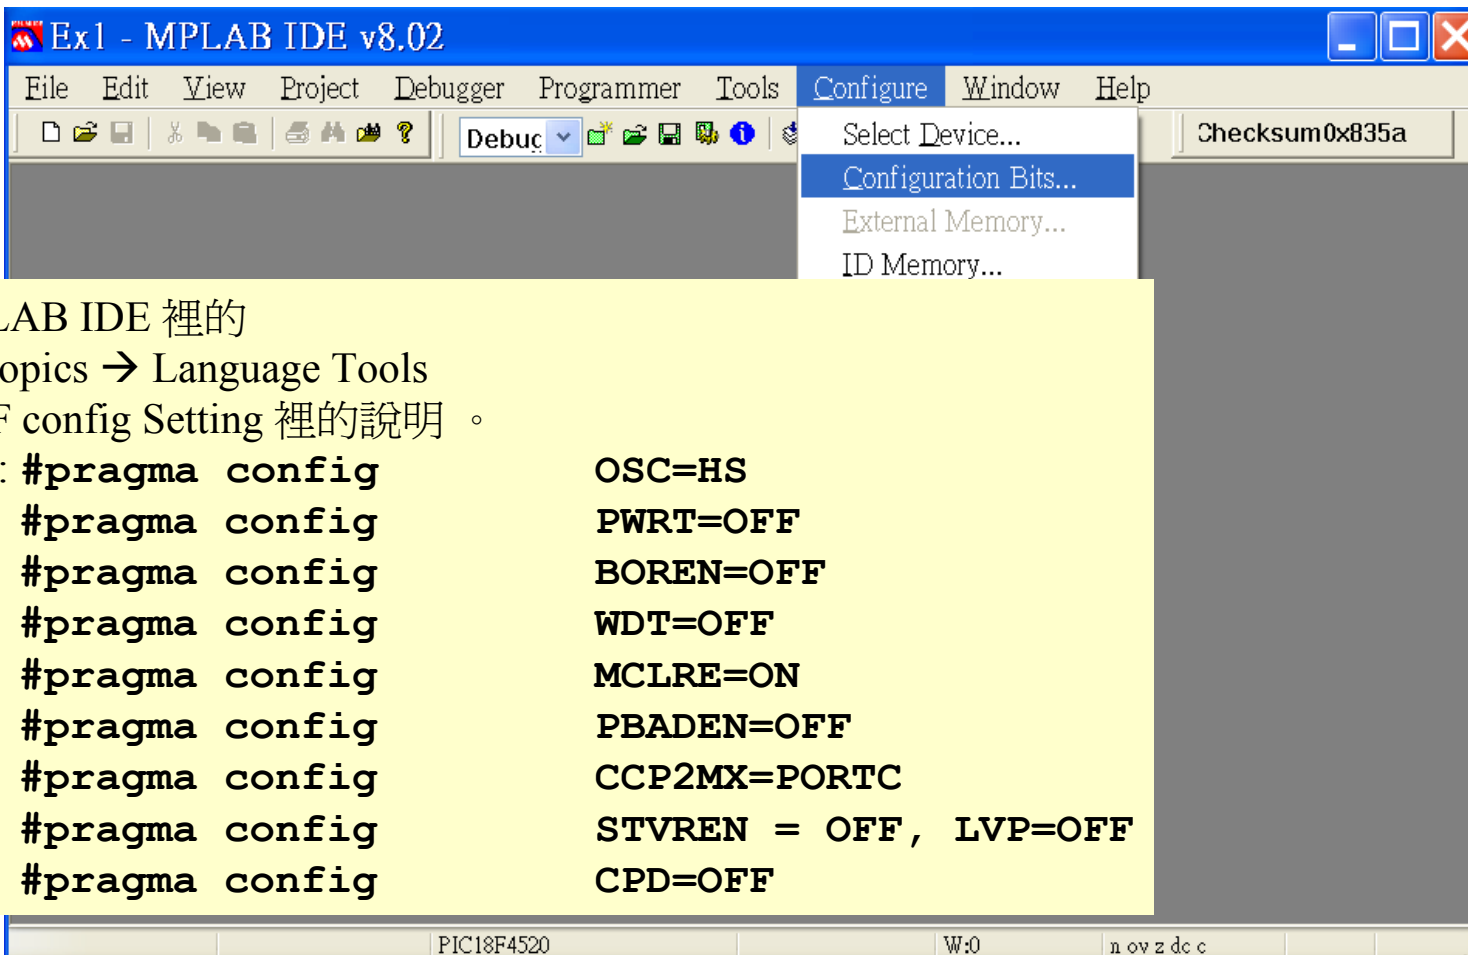 Ex1 - MPLAB IDE v8.02
File Edit View Project Debugger Programmer Tools Configure Window Help
Debug Checksum 0x835a
Select Device...
Configuration Bits...
External Memory...
ID Memory...
LAB IDE 裡的
opics → Language Tools
F config Setting 裡的說明 。
: #pragma config OSC=HS
#pragma config PWRT=OFF
#pragma config BOREN=OFF
#pragma config WDT=OFF
#pragma config MCLRE=ON
#pragma config PBADEN=OFF
#pragma config CCP2MX=PORTC
#pragma config STVREN = OFF, LVP=OFF
#pragma config CPD=OFF
PIC18F4520 W:0 n ov z dc c